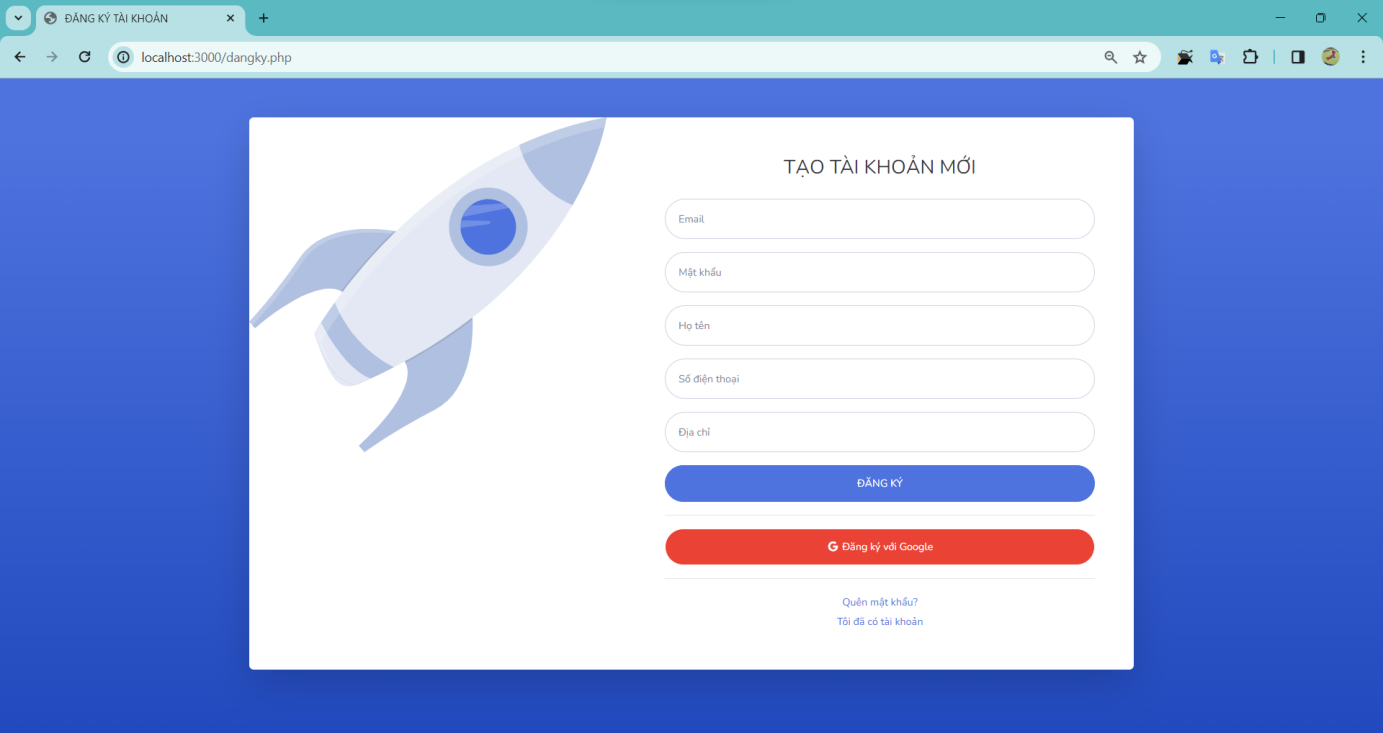 ĐĂNG KÝ TÀI KHOẢN
localhost:3000/dangky.php
TẠO TÀI KHOẢN MỚI
Email
Mật khẩu
Họ tên
Số điện thoại
Địa chỉ
ĐĂNG KÝ
Đăng ký với Google
Quên mật khẩu?
Tôi đã có tài khoản